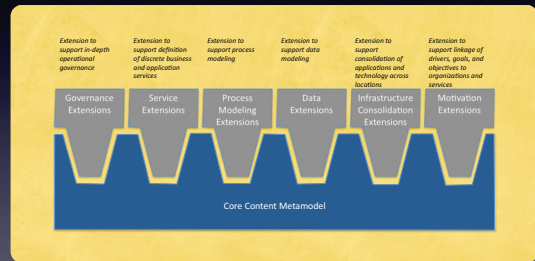 Extension to
support in-depth
operational
governance
Extension to
support definition
of discrete business
and application
services
Extension to
support process
modeling
Extension to
support data
modeling
Extension to
support
consolidation of
applications and
technology across
locations
Extension to
support linkage of
drivers, goals, and
objectives to
organizations and
services
Governance
Extensions
Service
Extensions
Process
Modeling
Extensions
Data
Extensions
Infrastructure
Consolidation
Extensions
Motivation
Extensions
Core Content Metamodel